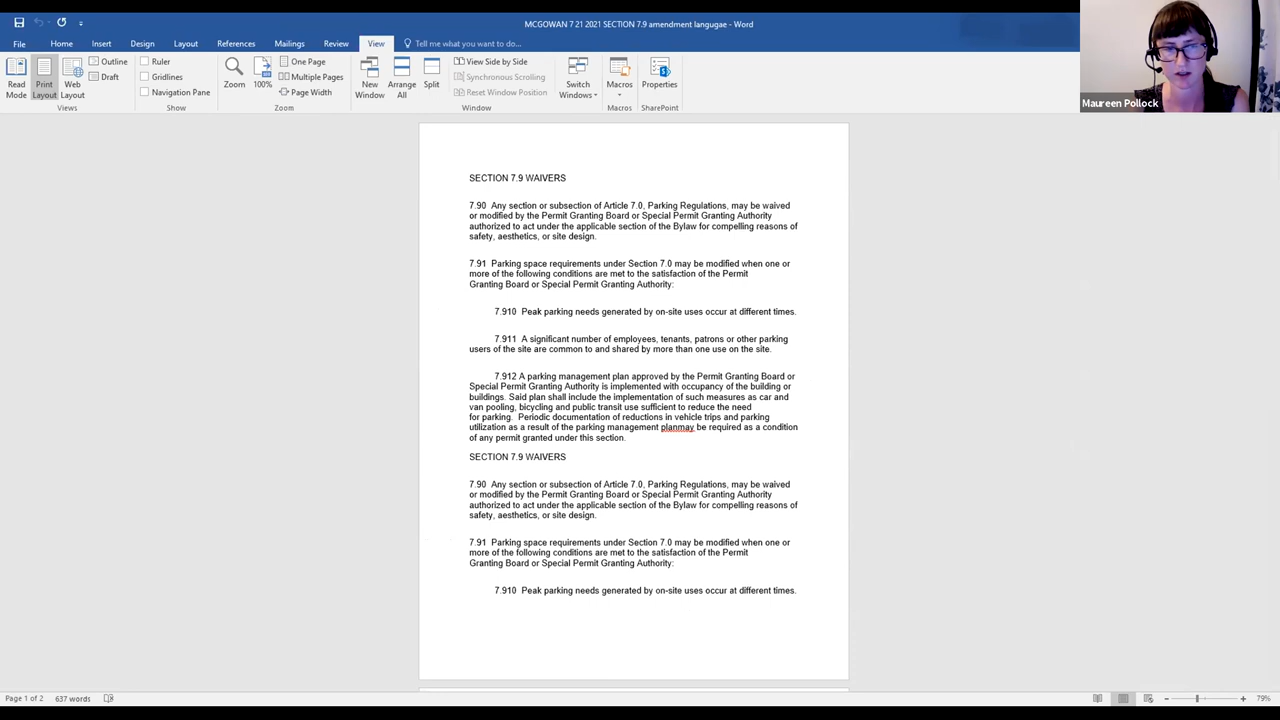 MCGOWAN 7 21 2021 SECTION 7.9 amendment langugae - Word
File Home Insert Design Layout References Mailings Review View Tell me what you want to do...
Read Mode
Print Layout
Web Layout
Outline
Draft
Views
Ruler
Gridlines
Navigation Pane
Show
Zoom
100%
One Page
Multiple Pages
Page Width
Zoom
New Window
Arrange All
Split
View Side by Side
Synchronous Scrolling
Reset Window Position
Window
Switch Windows
Macros
Macros
Properties
SharePoint
Maureen Pollock
SECTION 7.9 WAIVERS
7.90 Any section or subsection of Article 7.0, Parking Regulations, may be waived
or modified by the Permit Granting Board or Special Permit Granting Authority
authorized to act under the applicable section of the Bylaw for compelling reasons of
safety, aesthetics, or site design.
7.91 Parking space requirements under Section 7.0 may be modified when one or
more of the following conditions are met to the satisfaction of the Permit
Granting Board or Special Permit Granting Authority:
7.910 Peak parking needs generated by on-site uses occur at different times.
7.911 A significant number of employees, tenants, patrons or other parking
users of the site are common to and shared by more than one use on the site.
7.912 A parking management plan approved by the Permit Granting Board or
Special Permit Granting Authority is implemented with occupancy of the building or
buildings. Said plan shall include the implementation of such measures as car and
van pooling, bicycling and public transit use sufficient to reduce the need
for parking. Periodic documentation of reductions in vehicle trips and parking
utilization as a result of the parking management planmay be required as a condition
of any permit granted under this section.
SECTION 7.9 WAIVERS
7.90 Any section or subsection of Article 7.0, Parking Regulations, may be waived
or modified by the Permit Granting Board or Special Permit Granting Authority
authorized to act under the applicable section of the Bylaw for compelling reasons of
safety, aesthetics, or site design.
7.91 Parking space requirements under Section 7.0 may be modified when one or
more of the following conditions are met to the satisfaction of the Permit
Granting Board or Special Permit Granting Authority:
7.910 Peak parking needs generated by on-site uses occur at different times.
Page 1 of 2 637 words
79%